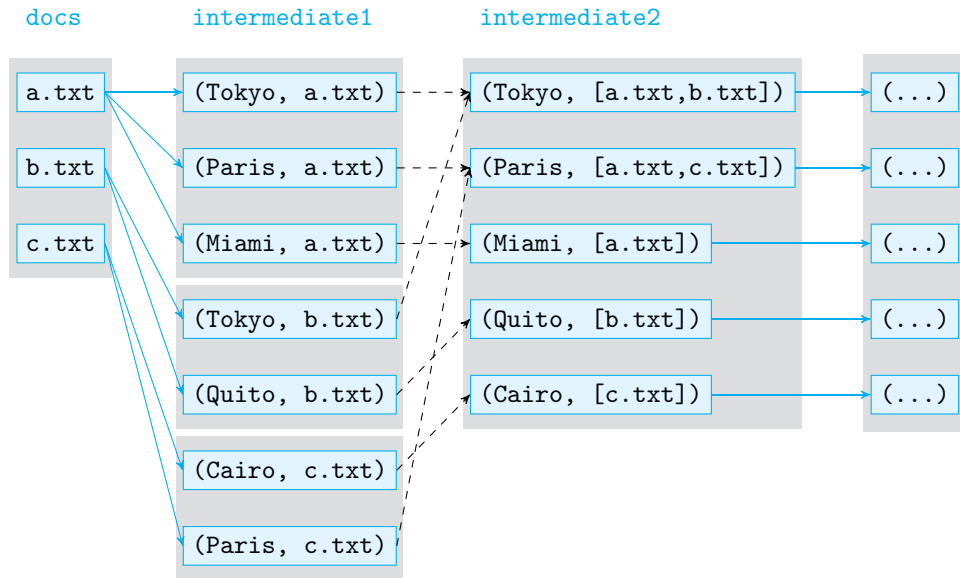 docs intermediate1 intermediate2
a.txt (Tokyo, a.txt) (Tokyo, [a.txt,b.txt]) (...)
b.txt (Paris, a.txt) (Paris, [a.txt,c.txt]) (...)
c.txt (Miami, a.txt) (Miami, [a.txt]) (...)
(Tokyo, b.txt) (Quito, [b.txt]) (...)
(Quito, b.txt) (Cairo, [c.txt]) (...)
(Cairo, c.txt)
(Paris, c.txt)